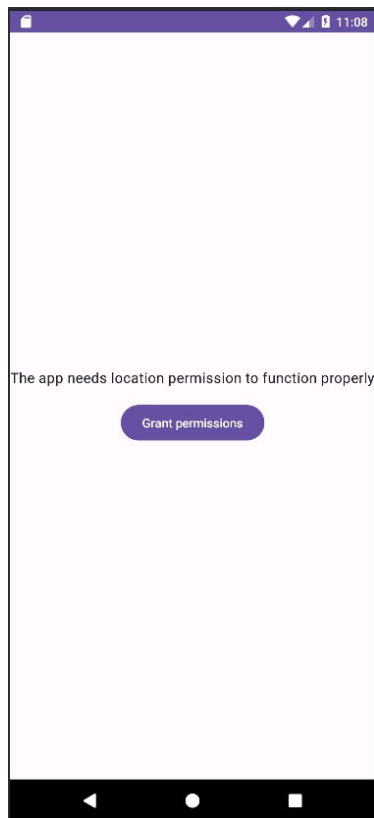 11:08
The app needs location permission to function properly
Grant permissions